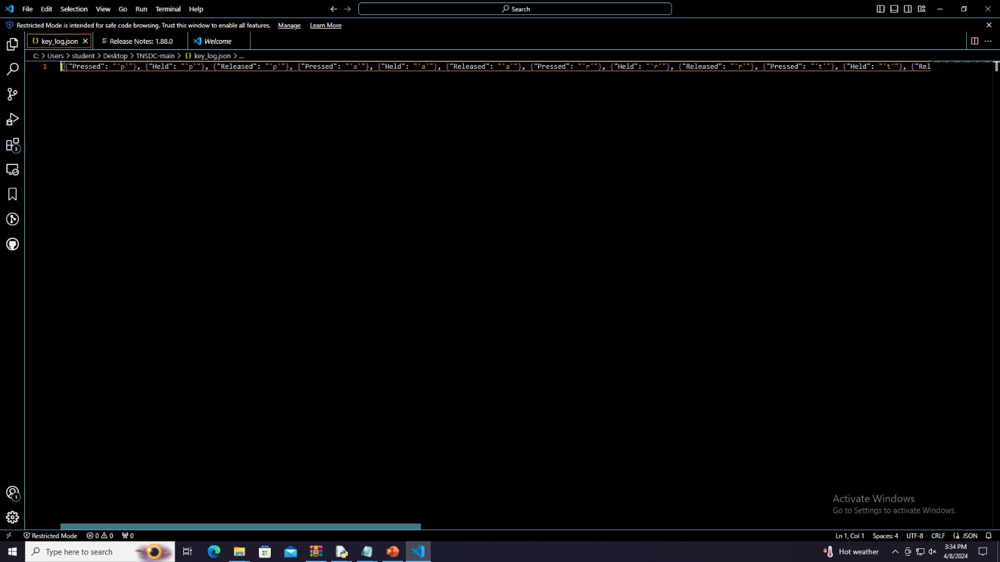 File Edit Selection View Go Run Terminal Help
Search
Restricted Mode is intended for safe code browsing. Trust this window to enable all features. Manage Learn More
key_log.json Release Notes: 1.88.0 Welcome
C: > Users > student > Desktop > TNSDC-main > {} key_log.json > ...
1 [{"Pressed": "'p'"}, {"Held": "'p'"}, {"Released": "'p'"}, {"Pressed": "'a'"}, {"Held": "'a'"}, {"Released": "'a'"}, {"Pressed": "'r'"}, {"Held": "'r'"}, {"Released": "'r'"}, {"Pressed": "'t'"}, {"Held": "'t'"}, {"Rel
3
1
Activate Windows
Go to Settings to activate Windows.
Restricted Mode 0 0 0 Ln 1, Col 1 Spaces: 4 UTF-8 CRLF {} JSON
Type here to search Hot weather 3:34 PM
4/8/2024